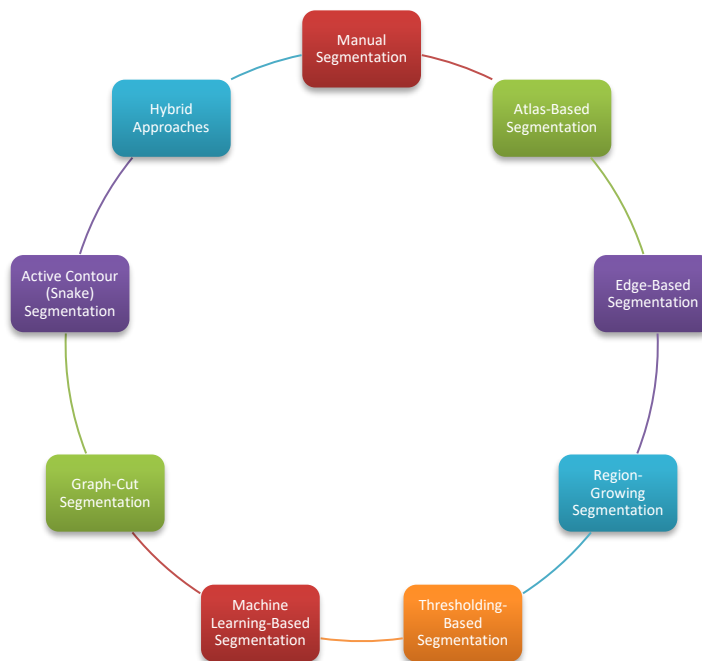 Manual
Segmentation
Atlas-Based
Segmentation
Edge-Based
Segmentation
Region-
Growing
Segmentation
Thresholding-
Based
Segmentation
Machine
Learning-Based
Segmentation
Graph-Cut
Segmentation
Active Contour
(Snake)
Segmentation
Hybrid
Approaches